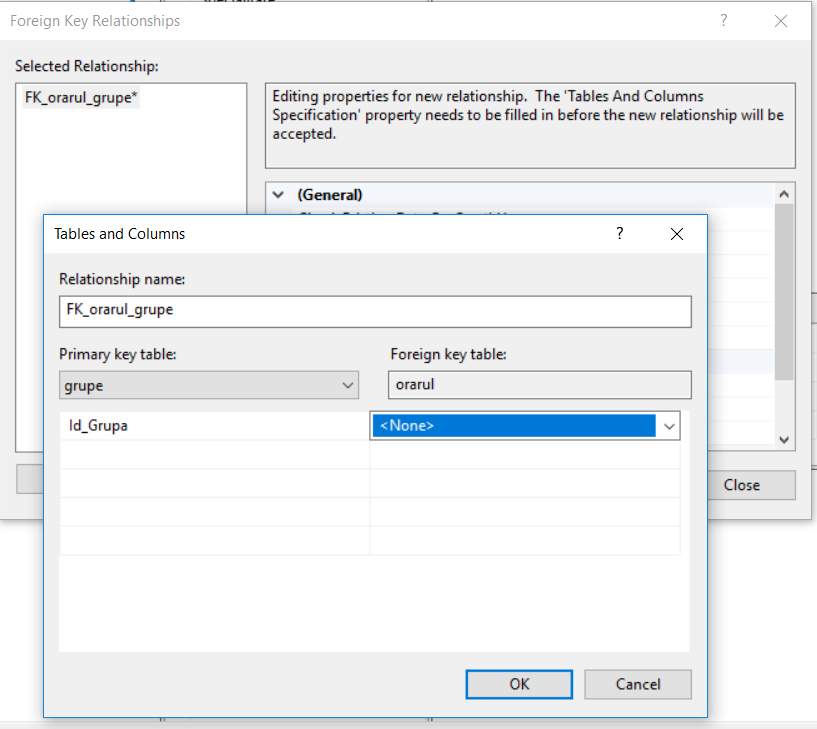 Foreign Key Relationships
?
Selected Relationship:
FK_orarul_grupe*
Editing properties for new relationship. The 'Tables And Columns
Specification' property needs to be filled in before the new relationship will be
accepted.
(General)
Tables and Columns
?
Relationship name:
FK_orarul_grupe
Primary key table:
Foreign key table:
grupe
orarul
Id_Grupa
<None>
Close
OK
Cancel